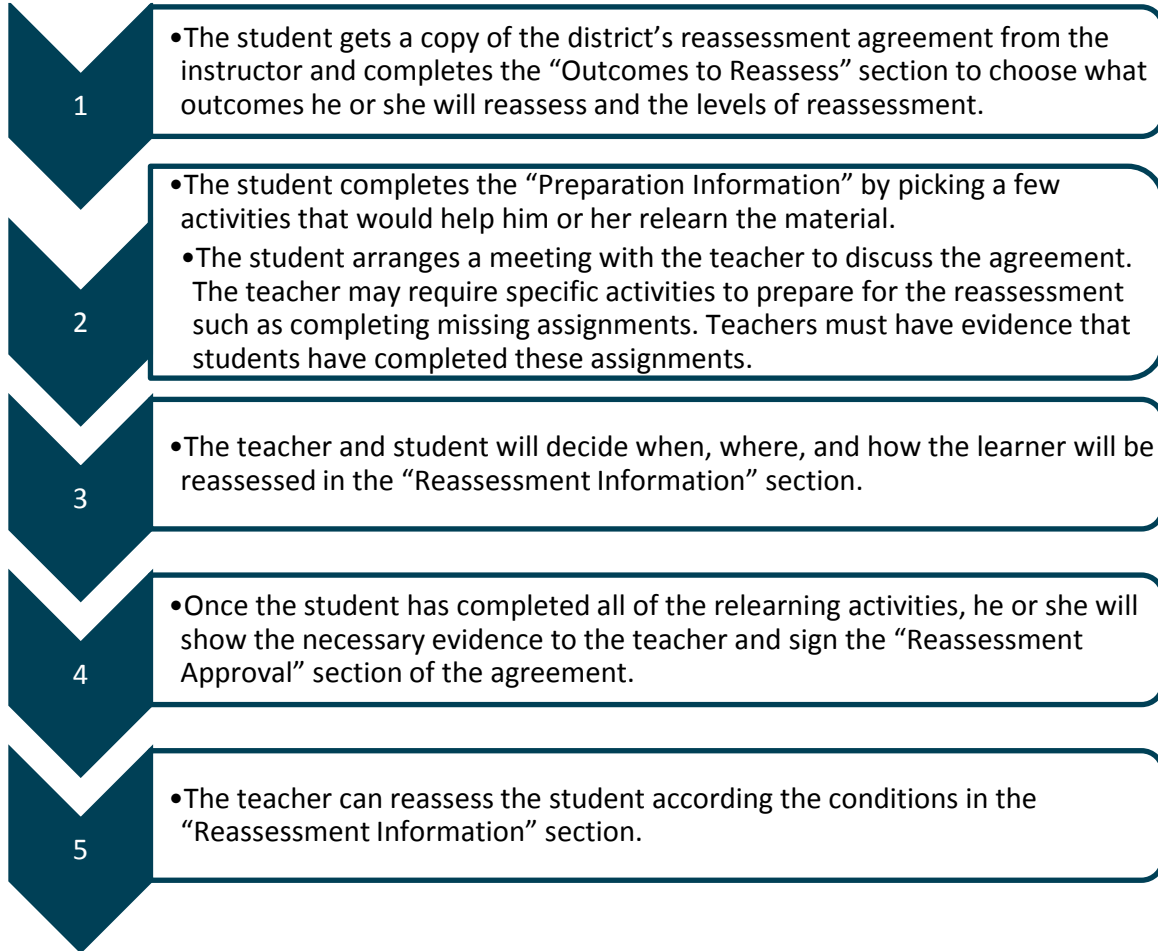 1
•The student gets a copy of the district’s reassessment agreement from the
instructor and completes the “Outcomes to Reassess” section to choose what
outcomes he or she will reassess and the levels of reassessment.
2
•The student completes the “Preparation Information” by picking a few
activities that would help him or her relearn the material.
•The student arranges a meeting with the teacher to discuss the agreement.
The teacher may require specific activities to prepare for the reassessment
such as completing missing assignments. Teachers must have evidence that
students have completed these assignments.
3
•The teacher and student will decide when, where, and how the learner will be
reassessed in the “Reassessment Information” section.
4
•Once the student has completed all of the relearning activities, he or she will
show the necessary evidence to the teacher and sign the “Reassessment
Approval” section of the agreement.
5
•The teacher can reassess the student according the conditions in the
“Reassessment Information” section.